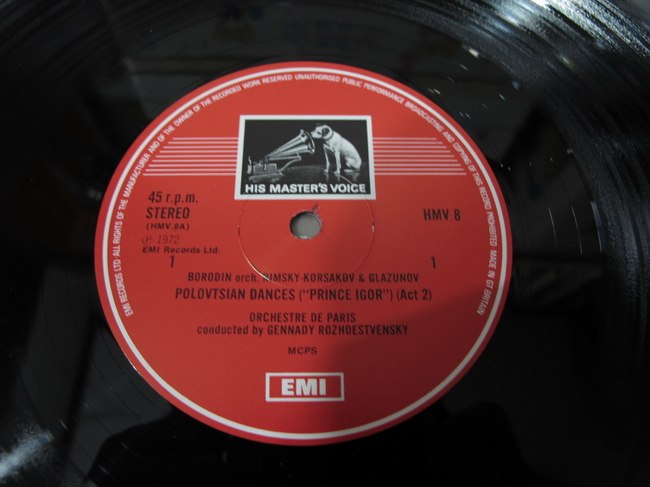 EMI RECORDS LTD ALL RIGHTS OF THE MANUFACTURER AND OF THE OWNER OF THE RECORDED WORK RESERVED UNAUTHORISED PUBLIC PERFORMANCE BROADCASTING AND COPYING OF THIS RECORD PROHIBITED MADE IN GT BRITAIN
HIS MASTER'S VOICE
45 r.p.m.
STEREO
(HMV.8A)
℗ 1972
EMI Records Ltd.
HMV 8
1
1
BORODIN orch. RIMSKY-KORSAKOV & GLAZUNOV
POLOVTSIAN DANCES ("PRINCE IGOR") (Act 2)
ORCHESTRE DE PARIS
conducted by GENNADY ROZHDESTVENSKY
MCPS
EMI